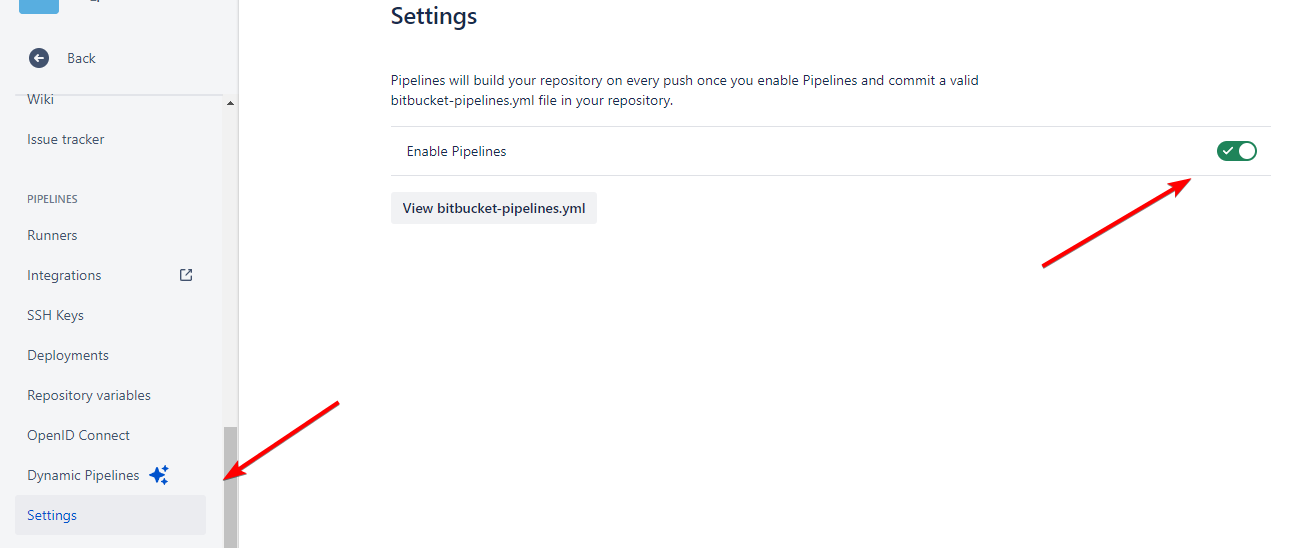 Back
Wiki
Issue tracker
PIPELINES
Runners
Integrations
SSH Keys
Deployments
Repository variables
OpenID Connect
Dynamic Pipelines
Settings
Settings
Pipelines will build your repository on every push once you enable Pipelines and commit a valid
bitbucket-pipelines.yml file in your repository.
Enable Pipelines
View bitbucket-pipelines.yml